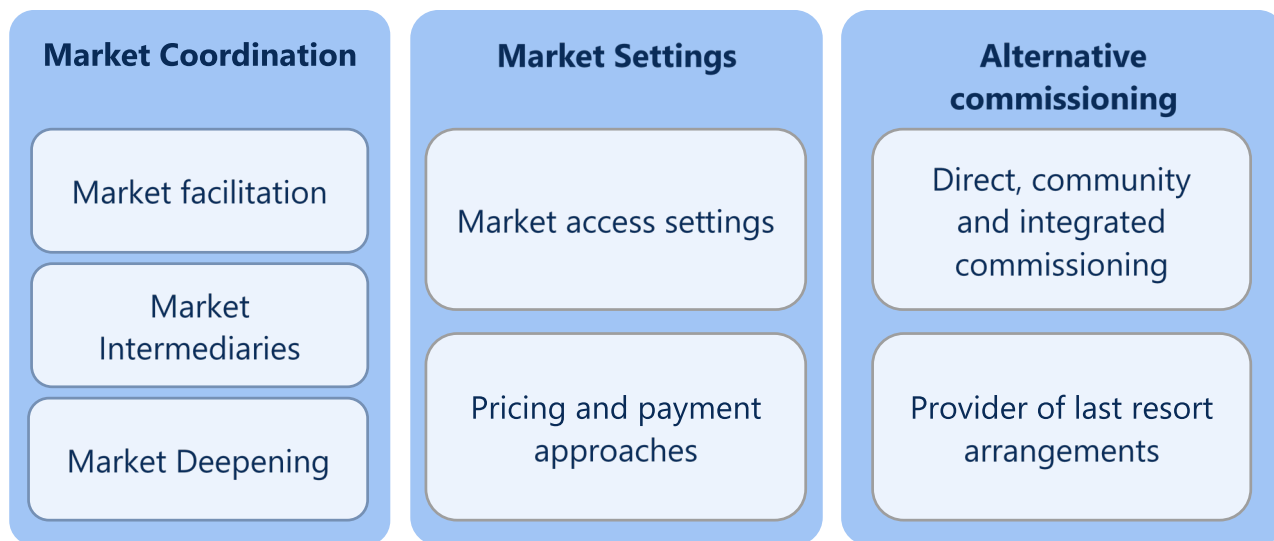 Market Coordination
Market facilitation
Market
Intermediaries
Market Deepening
Market Settings
Market access settings
Pricing and payment
approaches
Alternative
commissioning
Direct, community
and integrated
commissioning
Provider of last resort
arrangements